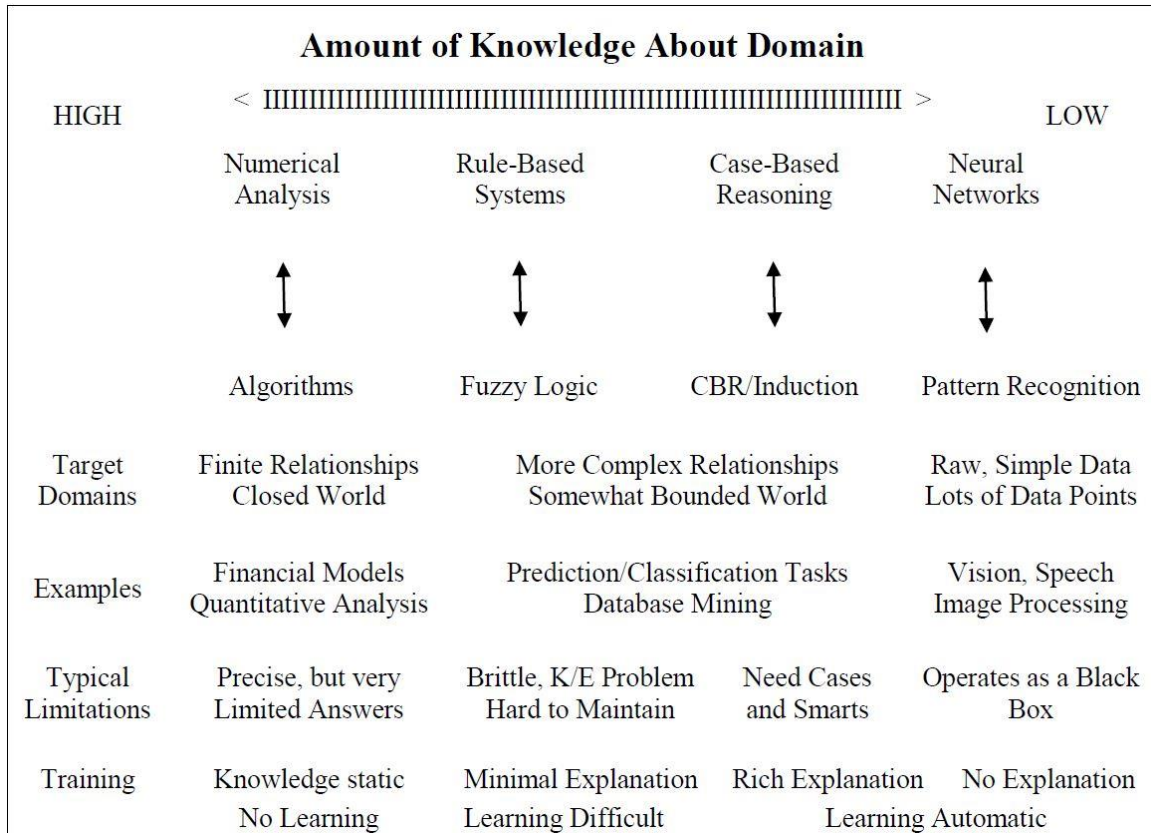 Amount of Knowledge About Domain
< IIIIIIIIIIIIIIIIIIIIIIIIIIIIIIIIIIIIIIIIIIIIIIIIIIIIIIIIIIIIIIIIIIIIII >
HIGH LOW
Numerical Rule-Based Case-Based Neural
Analysis Systems Reasoning Networks
Algorithms Fuzzy Logic CBR/Induction Pattern Recognition
Target Finite Relationships More Complex Relationships Raw, Simple Data
Domains Closed World Somewhat Bounded World Lots of Data Points
Financial Models Prediction/Classification Tasks Vision, Speech
Examples
Quantitative Analysis Database Mining Image Processing
Typical Precise, but very Brittle, K/E Problem Need Cases Operates as a Black
Limitations Limited Answers Hard to Maintain and Smarts Box
Training Knowledge static Minimal Explanation Rich Explanation No Explanation
No Learning Learning Difficult Learning Automatic